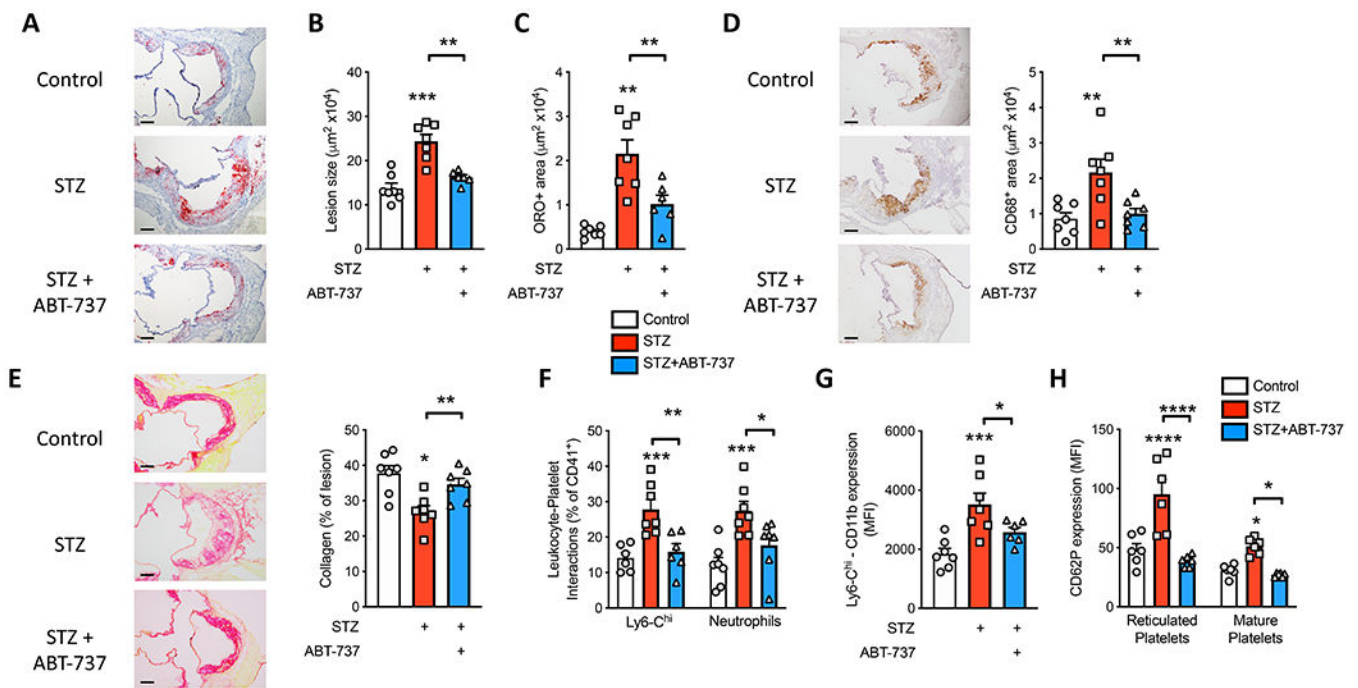 A
Control
STZ
STZ +
ABT-737
B
Lesion size (μm² x10⁴)
40
30
20
10
0
***
**
STZ + +
ABT-737 +
C
ORO+ area (μm² x10⁴)
4
3
2
1
0
**
**
STZ + +
ABT-737 +
D
Control
STZ
STZ +
ABT-737
CD68⁺ area (μm² x10⁴)
5
4
3
2
1
0
**
**
STZ + +
ABT-737 +
Control
STZ
STZ+ABT-737
E
Control
STZ
STZ +
ABT-737
Collagen (% of lesion)
50
40
30
20
10
0
*
**
STZ + +
ABT-737 +
F
Leukocyte-Platelet
Interactions (% of CD41⁺)
50
40
30
20
10
0
***
**
***
*
Ly6-Cʰⁱ Neutrophils
G
Ly6-Cʰⁱ - CD11b experssion
(MFI)
8000
6000
4000
2000
0
***
*
STZ + +
ABT-737 +
H
Control
STZ
STZ+ABT-737
CD62P expression (MFI)
150
100
50
0
****
****
*
*
Reticulated
Platelets
Mature
Platelets